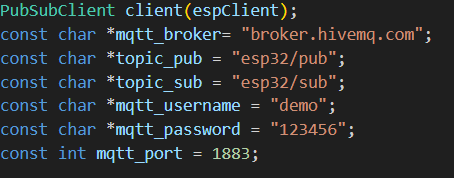 PubSubClient client(espClient);
const char *mqtt_broker= "broker.hivemq.com";
const char *topic_pub = "esp32/pub";
const char *topic_sub = "esp32/sub";
const char *mqtt_username = "demo";
const char *mqtt_password = "123456";
const int mqtt_port = 1883;